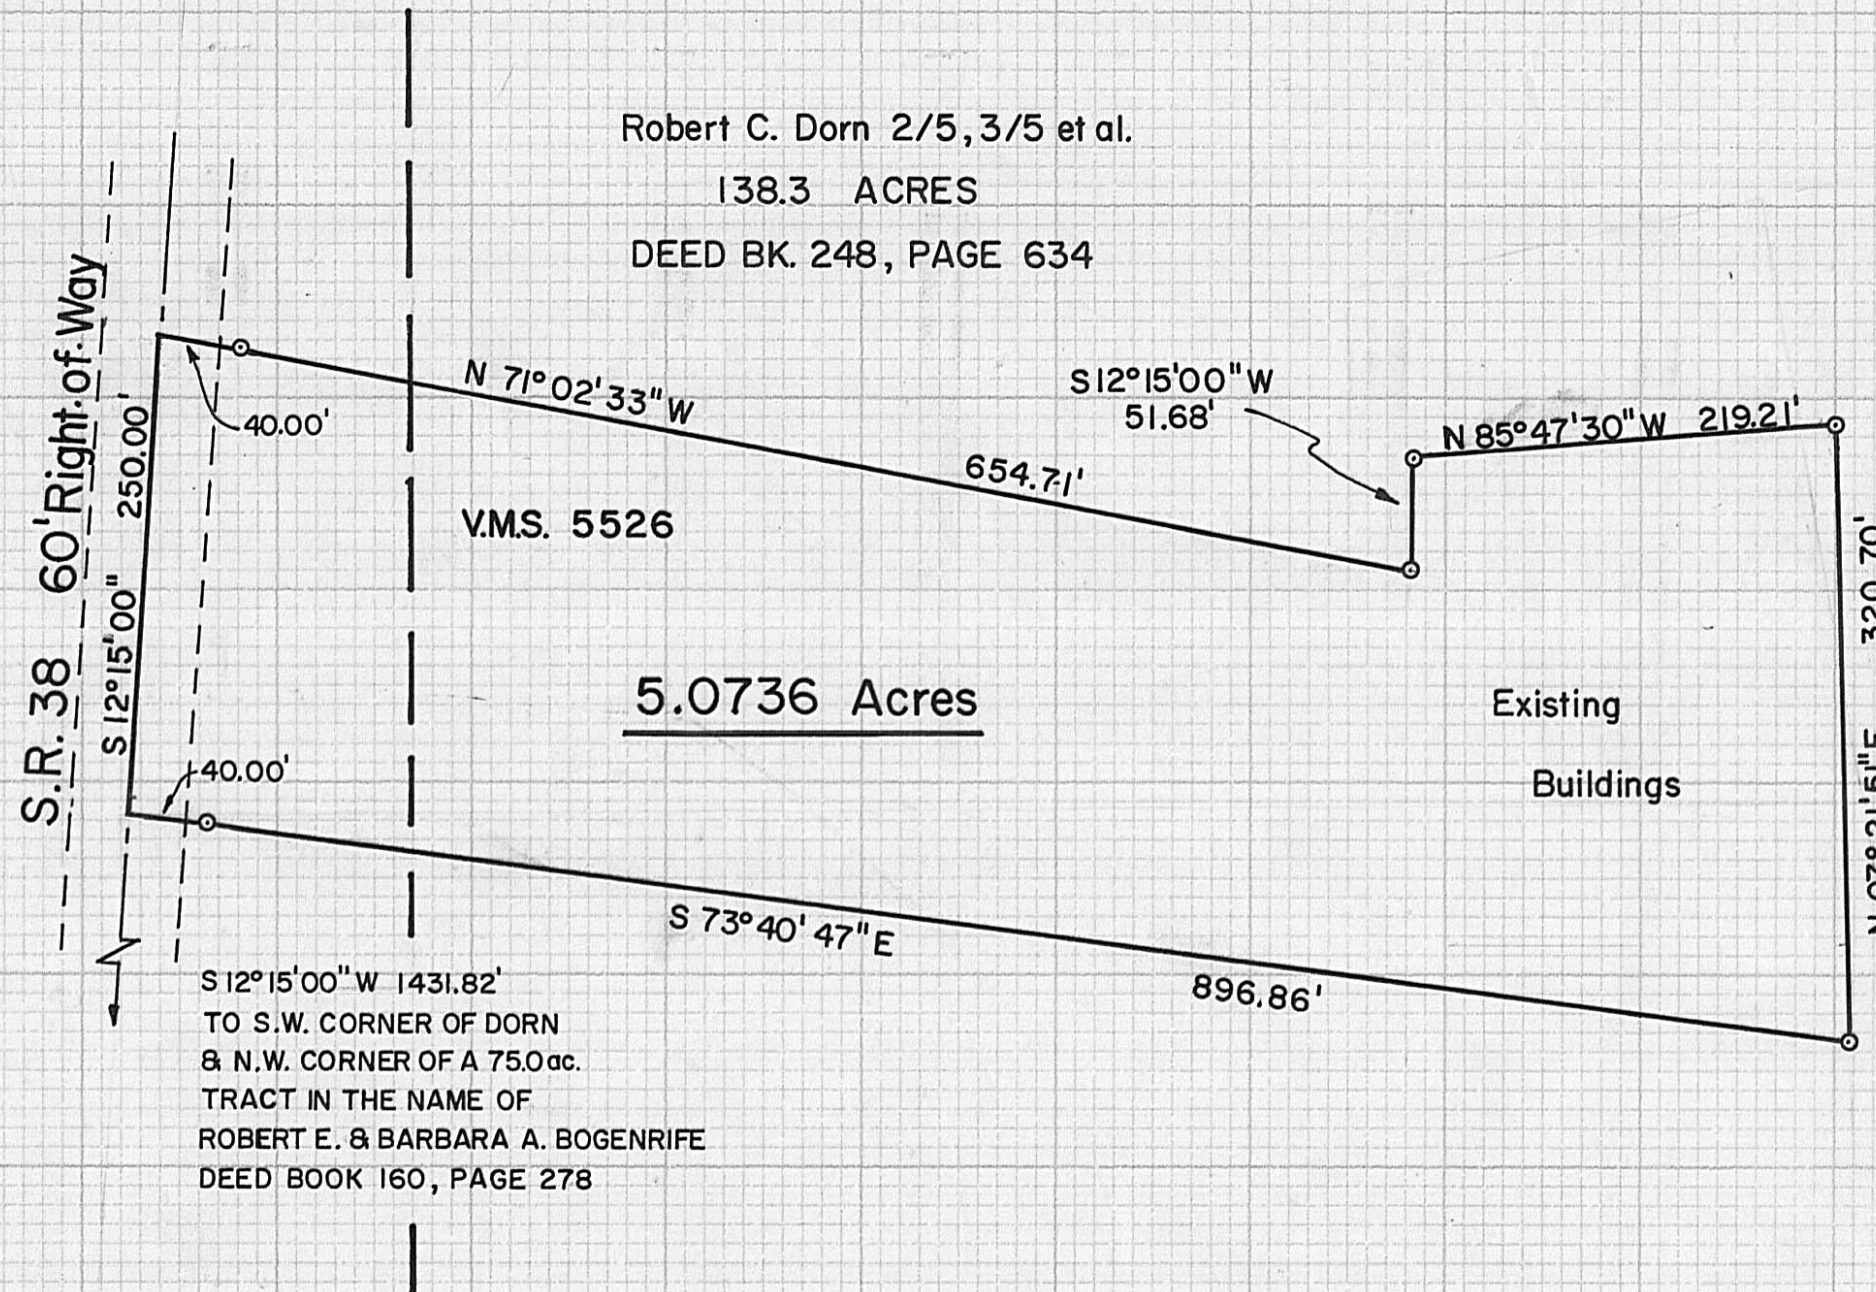 Robert C. Dorn 2/5, 3/5 et al.
138.3 ACRES
DEED BK. 248, PAGE 634
S.R. 38 60' Right-of-Way
S 12°15'00" 250.00'
40.00'
N 71°02'33" W
654.71'
S 12°15'00" W
51.68'
N 85°47'30" W 219.21'
320.70'
V.M.S. 5526
5.0736 Acres
Existing
Buildings
40.00'
S 73°40'47" E
896.86'
S 12°15'00" W 1431.82'
TO S.W. CORNER OF DORN
& N.W. CORNER OF A 75.0 ac.
TRACT IN THE NAME OF
ROBERT E. & BARBARA A. BOGENRIFE
DEED BOOK 160, PAGE 278